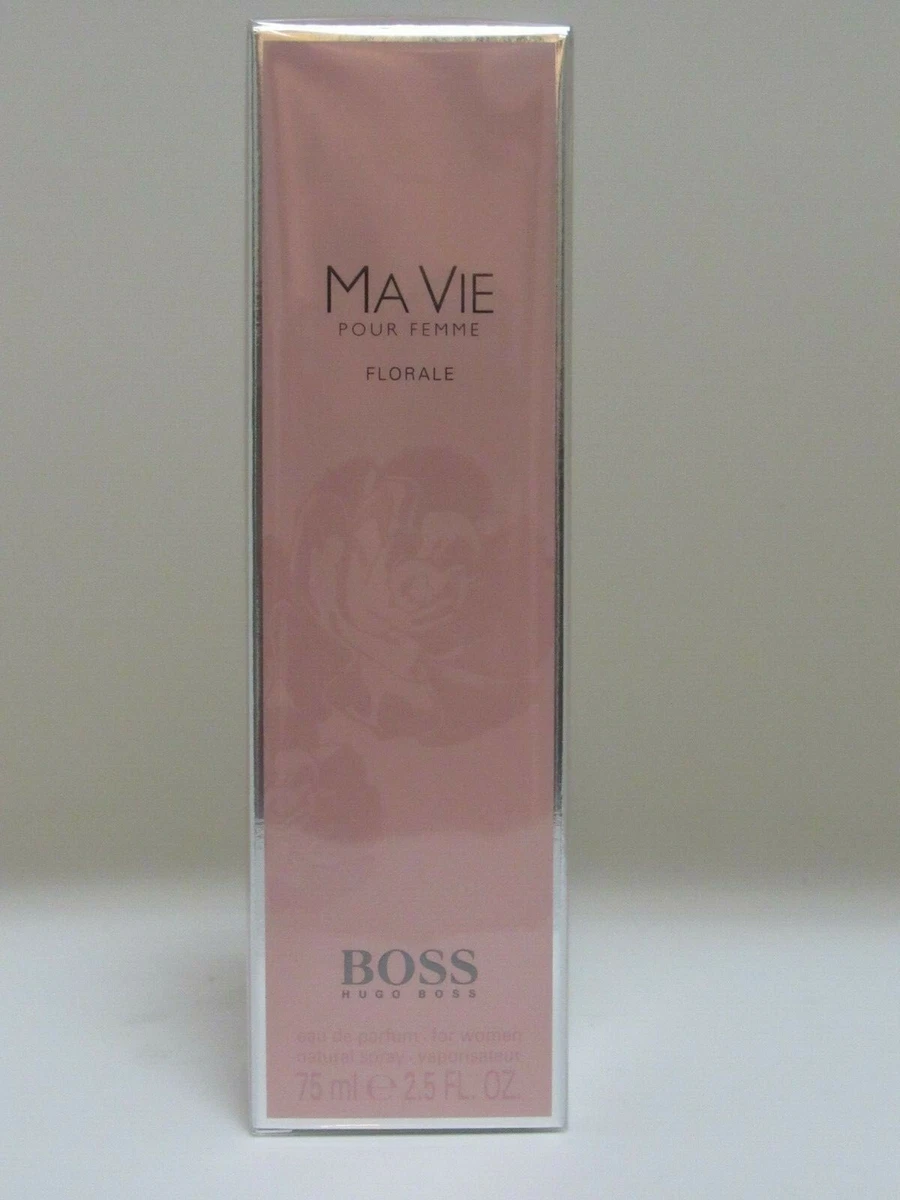 MA VIE
POUR FEMME
FLORALE
BOSS
HUGO BOSS
eau de parfum . for women
natural spray . vaporisateur
75 ml ℮ 2.5 FL. OZ.